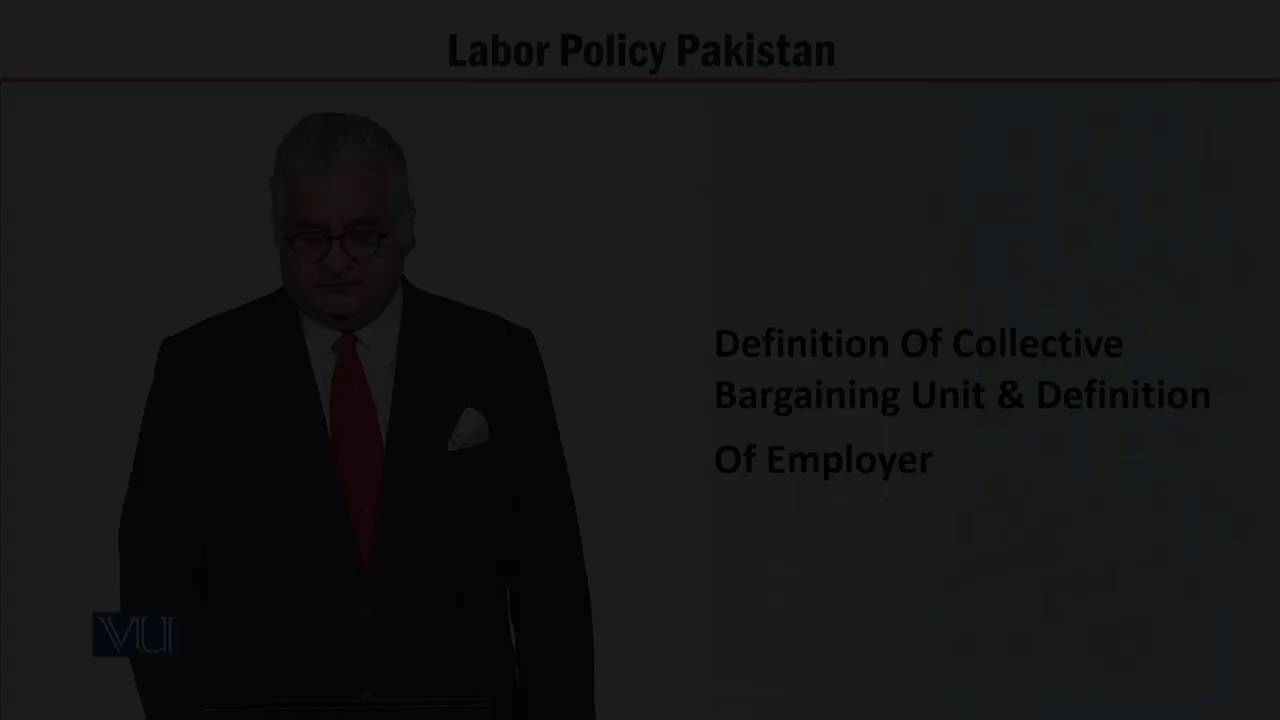 Labor Policy Pakistan
Definition Of Collective
Bargaining Unit & Definition
Of Employer
VU